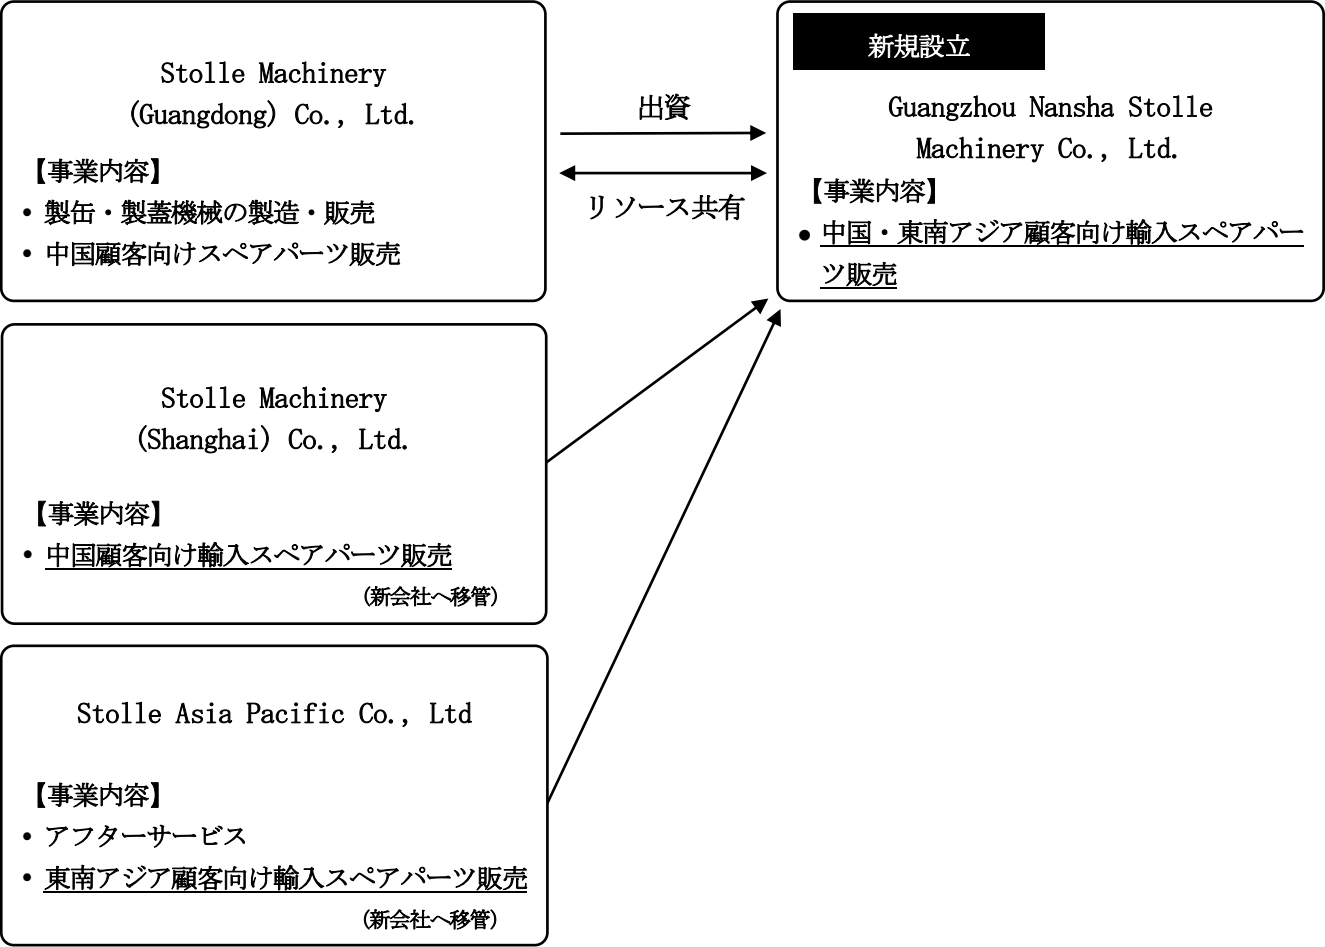 Stolle Machinery
(Guangdong) Co., Ltd.
【事業内容】
• 製缶・製蓋機械の製造・販売
• 中国顧客向けスペアパーツ販売
出資
リソース共有
新規設立
Guangzhou Nansha Stolle
Machinery Co., Ltd.
【事業内容】
● 中国・東南アジア顧客向け輸入スペアパー
ツ販売
Stolle Machinery
(Shanghai) Co., Ltd.
【事業内容】
• 中国顧客向け輸入スペアパーツ販売
(新会社へ移管)
Stolle Asia Pacific Co., Ltd
【事業内容】
• アフターサービス
• 東南アジア顧客向け輸入スペアパーツ販売
(新会社へ移管)